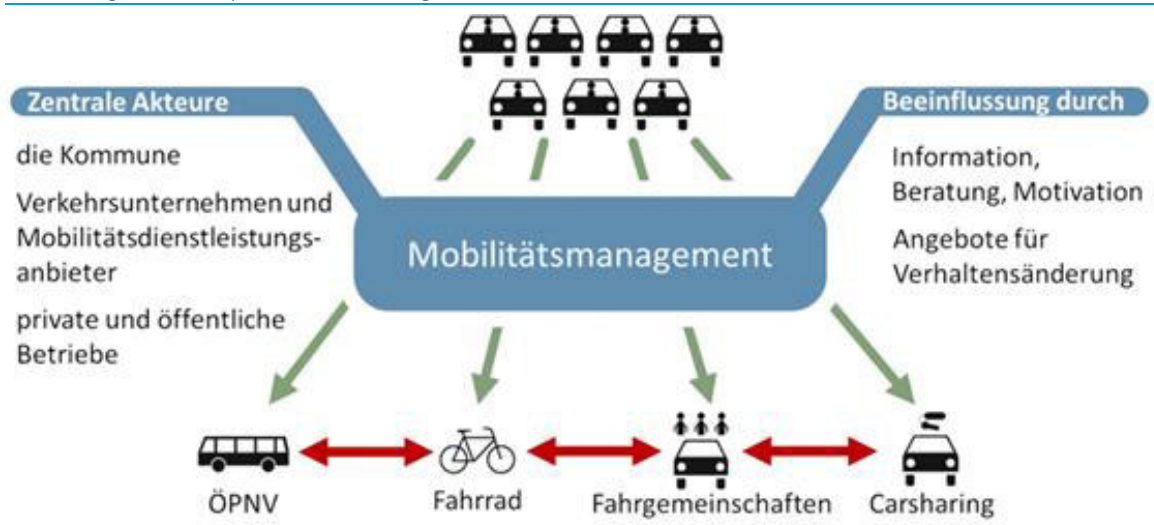 Zentrale Akteure
die Kommune
Verkehrsunternehmen und
Mobilitätsdienstleistungs-
anbieter
private und öffentliche
Betriebe
Mobilitätsmanagement
Beeinflussung durch
Information,
Beratung, Motivation
Angebote für
Verhaltensänderung
ÖPNV
Fahrrad
Fahrgemeinschaften
Carsharing